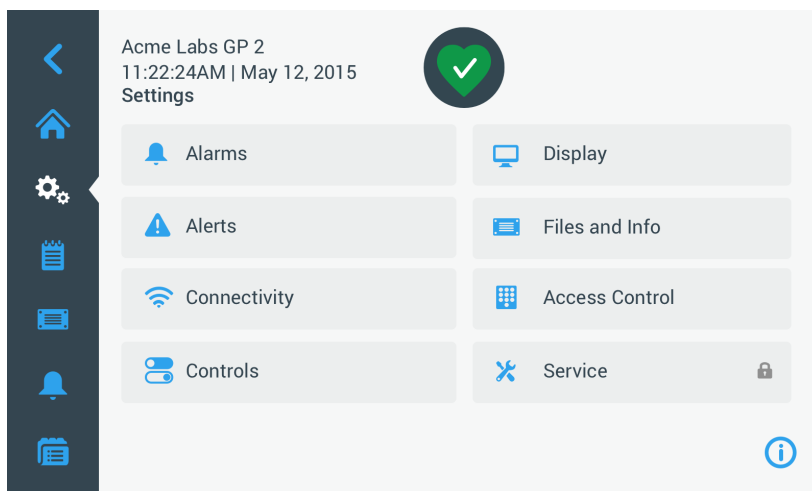 Acme Labs GP 2
11:22:24AM | May 12, 2015
Settings
Alarms
Display
Alerts
Files and Info
Connectivity
Access Control
Controls
Service